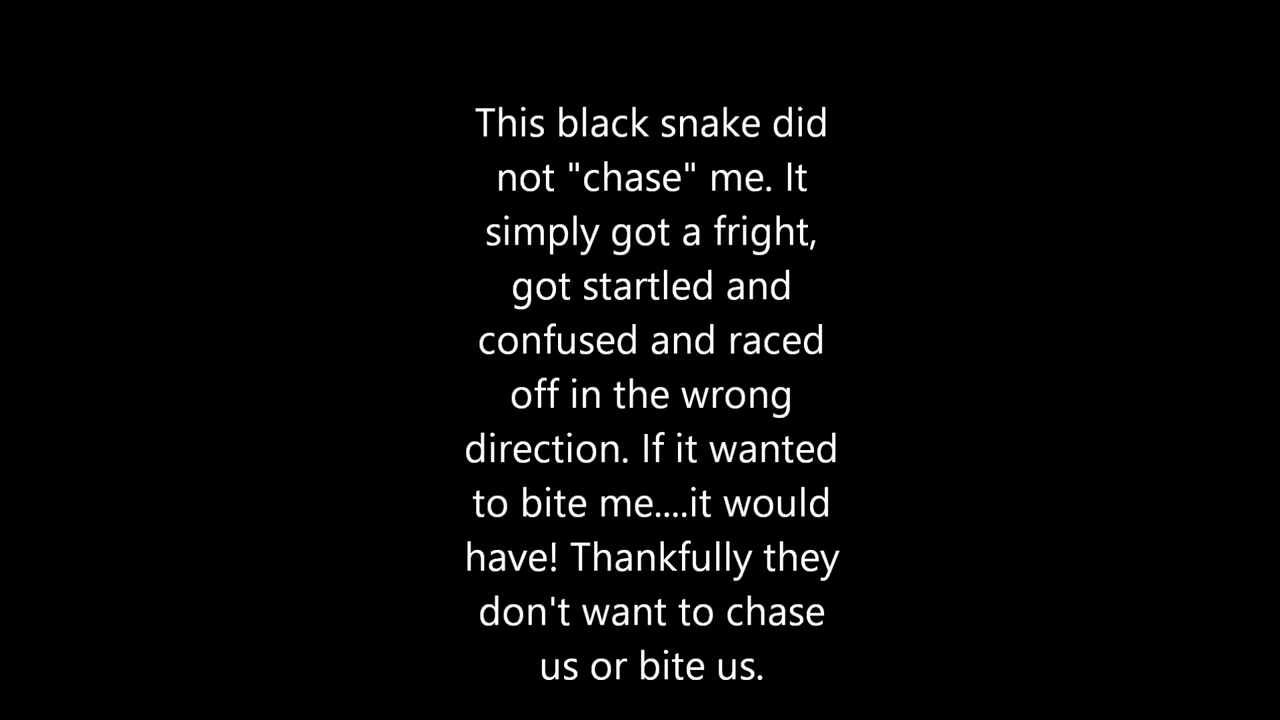 This black snake did
not "chase" me. It
simply got a fright,
got startled and
confused and raced
off in the wrong
direction. If it wanted
to bite me....it would
have! Thankfully they
don't want to chase
us or bite us.